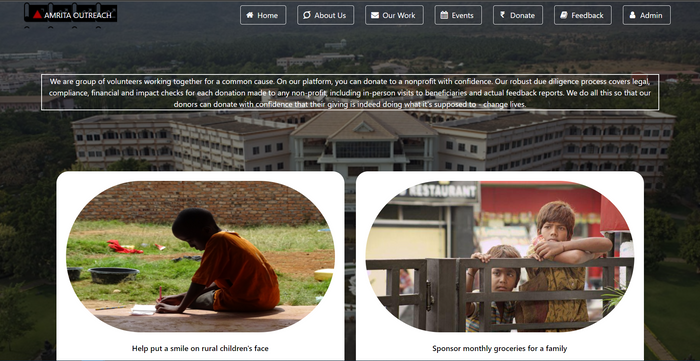 AMRITA OUTREACH
Home
About Us
Our Work
Events
₹ Donate
Feedback
Admin
We are group of volunteers working together for a common cause. On our platform, you can donate to a nonprofit with confidence. Our robust due diligence process covers legal,
compliance, financial and impact checks for each donation made to any non-profit, including in-person visits to beneficiaries and actual feedback reports. We do all this so that our
donors can donate with confidence that their giving is indeed doing what it's supposed to - change lives.
RESTAURANT
Help put a smile on rural children's face
Sponsor monthly groceries for a family